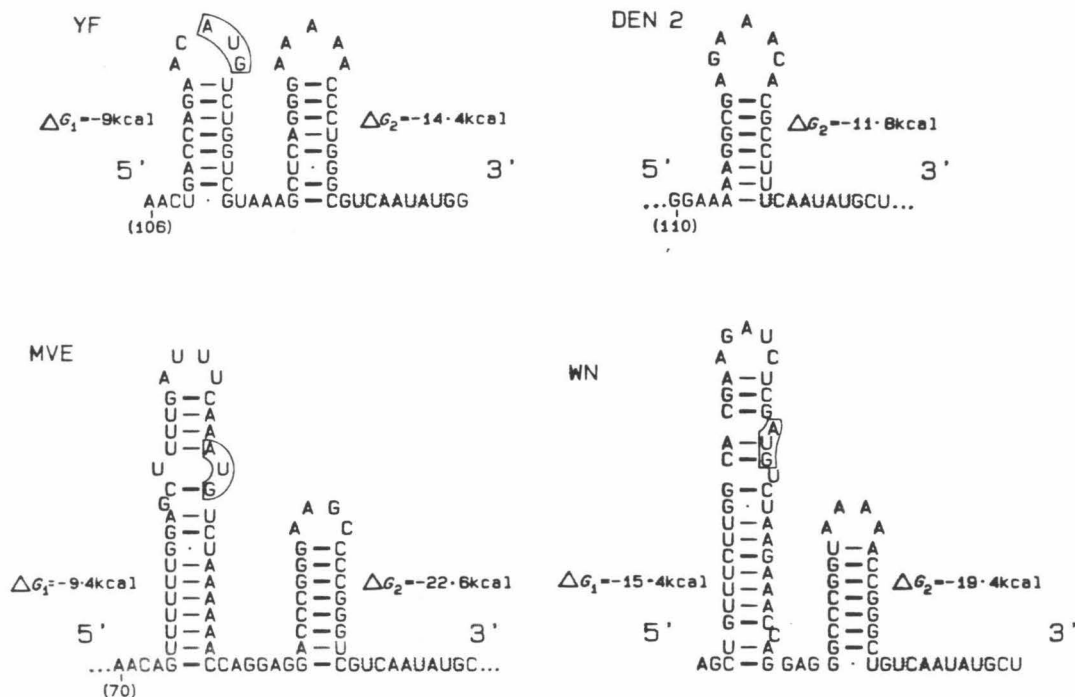 YF
A
C U
A G
A – U
G = C
A – U
C = G
C = G
A – U
G = C
A A A
A A
G = C
G = C
G = C
A – U
C = G
U · G
C = G
ΔG₁=-9kcal
ΔG₂=-14·4kcal
5' 3'
AACU · GUAAAG = CGUCAAUAUGG
(106)
DEN 2
A A A
G C
A A
G = C
C = G
G = C
G = C
A – U
A – U
ΔG₂=-11·8kcal
5' 3'
...GGAAA – UCAAUAUGCU...
(110)
MVE
U U
A U
G = C
U – A
U – A
U – A
U U
C = G
G
A – U
G = C
G · U
U – A
U – A
U – A
U – A
U – A
A G
A C
G = C
G = C
G = C
C = G
C = G
ΔG₁=-9·4kcal
ΔG₂=-22·6kcal
5' 3'
...AACAG = CCAGGAGG = CGUCAAUAUGC...
(70)
WN
G A U
A C
A – U
G = C
C = G
A
A – U
C = G
U
G = C
U – A
C = G
U – A
A A
A A
U – A
G = C
G = C
C = G
C = G
ΔG₁=-15·4kcal
ΔG₂=-19·4kcal
5' 3'
AGC = GGAGG · UGUCAAUAUGCU